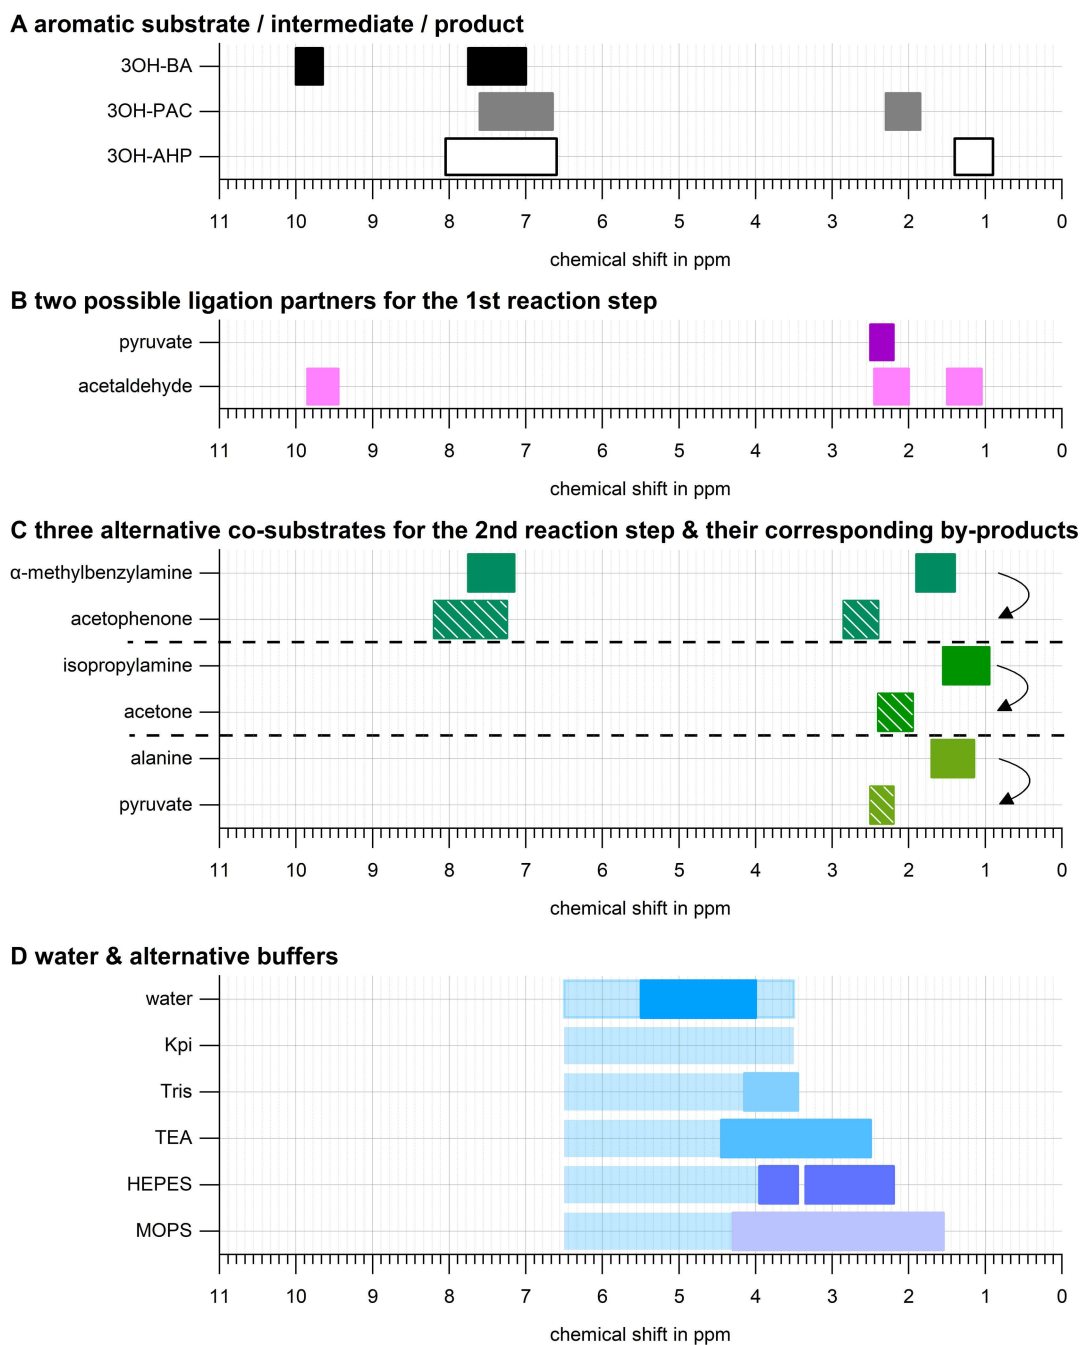 A aromatic substrate / intermediate / product
3OH-BA
3OH-PAC
3OH-AHP
11 10 9 8 7 6 5 4 3 2 1 0
chemical shift in ppm
B two possible ligation partners for the 1st reaction step
pyruvate
acetaldehyde
11 10 9 8 7 6 5 4 3 2 1 0
chemical shift in ppm
C three alternative co-substrates for the 2nd reaction step & their corresponding by-products
α-methylbenzylamine
acetophenone
isopropylamine
acetone
alanine
pyruvate
11 10 9 8 7 6 5 4 3 2 1 0
chemical shift in ppm
D water & alternative buffers
water
Kpi
Tris
TEA
HEPES
MOPS
11 10 9 8 7 6 5 4 3 2 1 0
chemical shift in ppm